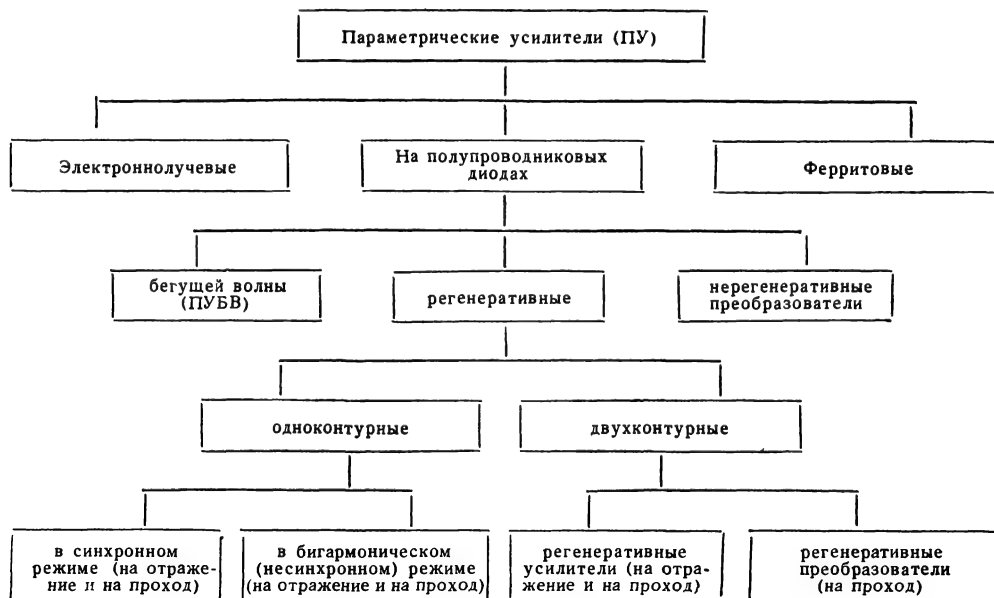 Параметрические усилители (ПУ)
Электроннолучевые
На полупроводниковых
диодах
Ферритовые
бегущей волны
(ПУБВ)
регенеративные
нерегенеративные
преобразователи
одноконтурные
двухконтурные
в синхронном
режиме (на отраже-
ние и на проход)
в бигармоническом
(несинхронном) режиме
(на отражение и на проход)
регенеративные
усилители (на отра-
жение и на проход)
регенеративные
преобразователи
(на проход)